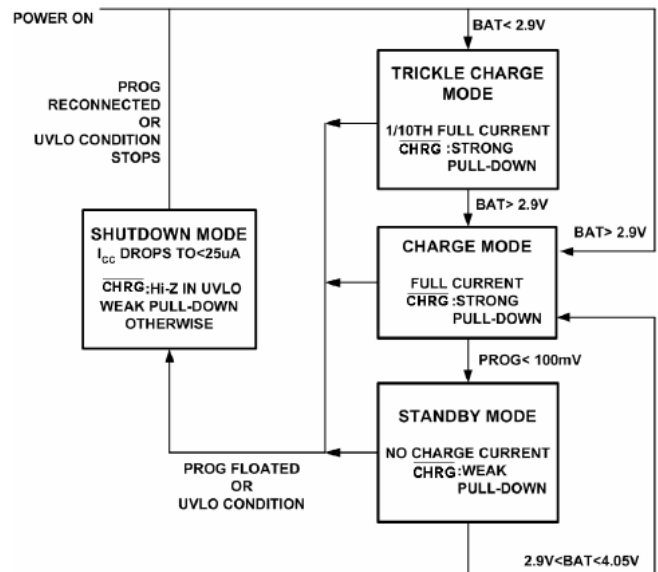 POWER ON
BAT< 2.9V
TRICKLE CHARGE
MODE
1/10TH FULL CURRENT
CHRG :STRONG
PULL-DOWN
PROG
RECONNECTED
OR
UVLO CONDITION
STOPS
BAT> 2.9V
BAT> 2.9V
SHUTDOWN MODE
ICC DROPS TO<25uA
CHRG:Hi-Z IN UVLO
WEAK PULL-DOWN
OTHERWISE
CHARGE MODE
FULL CURRENT
CHRG :STRONG
PULL-DOWN
PROG< 100mV
STANDBY MODE
NO CHARGE CURRENT
CHRG:WEAK
PULL-DOWN
PROG FLOATED
OR
UVLO CONDITION
2.9V<BAT<4.05V